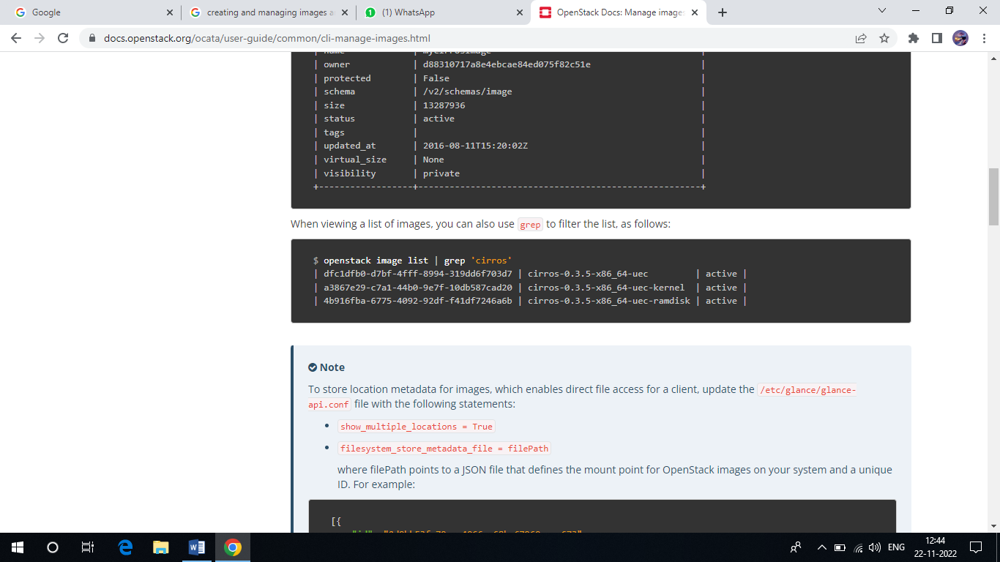 Google
creating and managing images a
(1) WhatsApp
OpenStack Docs: Manage images
docs.openstack.org/ocata/user-guide/common/cli-manage-images.html
| name | mycirrosimage |
| owner | d88310717a8e4ebcae84ed075f82c51e |
| protected | False |
| schema | /v2/schemas/image |
| size | 13287936 |
| status | active |
| tags | |
| updated_at | 2016-08-11T15:20:02Z |
| virtual_size | None |
| visibility | private |
+------------------+------------------------------------------------------+
When viewing a list of images, you can also use grep to filter the list, as follows:
$ openstack image list | grep 'cirros'
| dfc1dfb0-d7bf-4fff-8994-319dd6f703d7 | cirros-0.3.5-x86_64-uec | active |
| a3867e29-c7a1-44b0-9e7f-10db587cad20 | cirros-0.3.5-x86_64-uec-kernel | active |
| 4b916fba-6775-4092-92df-f41df7246a6b | cirros-0.3.5-x86_64-uec-ramdisk | active |
Note
To store location metadata for images, which enables direct file access for a client, update the /etc/glance/glance-
api.conf file with the following statements:
• show_multiple_locations = True
• filesystem_store_metadata_file = filePath
where filePath points to a JSON file that defines the mount point for OpenStack images on your system and a unique
ID. For example:
[{
ENG
12:44
22-11-2022